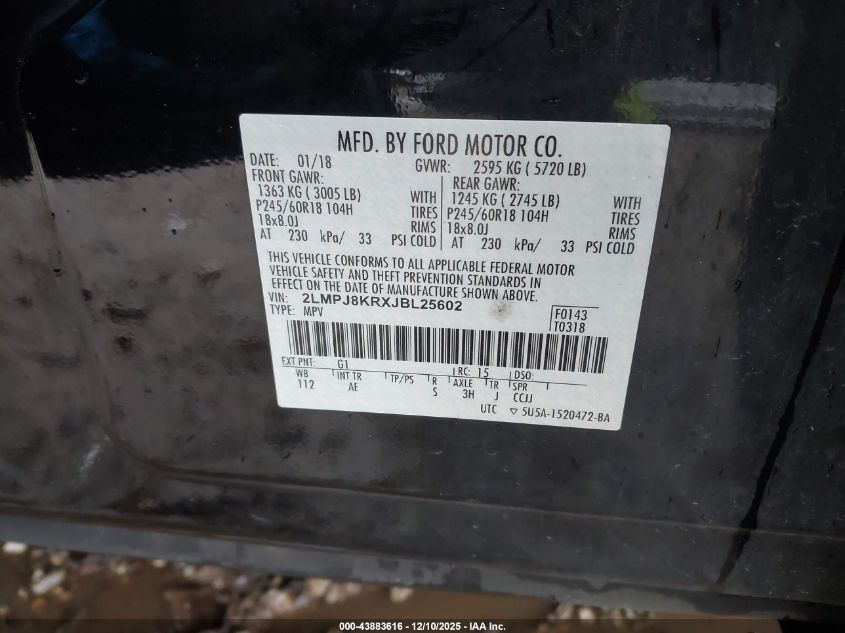 MFD. BY FORD MOTOR CO.
DATE: 01/18 GVWR: 2595 KG ( 5720 LB)
FRONT GAWR: REAR GAWR:
1363 KG ( 3005 LB) WITH 1245 KG ( 2745 LB) WITH
P245/60R18 104H TIRES P245/60R18 104H TIRES
18x8.0J RIMS 18x8.0J RIMS
AT 230 kPa/ 33 PSI COLD AT 230 kPa/ 33 PSI COLD
THIS VEHICLE CONFORMS TO ALL APPLICABLE FEDERAL MOTOR
VEHICLE SAFETY AND THEFT PREVENTION STANDARDS IN
EFFECT ON THE DATE OF MANUFACTURE SHOWN ABOVE.
VIN: 2LMPJ8KRXJBL25602 F0143
TYPE: MPV T0318
EXT PNT: G1 RC: 15 DSO:
WB INT TR TP/PS R AXLE TR SPR
112 AE S 3H J CCJJ
UTC ▽ 5U5A-1520472-BA
000-43883616 - 12/10/2025 - IAA Inc.